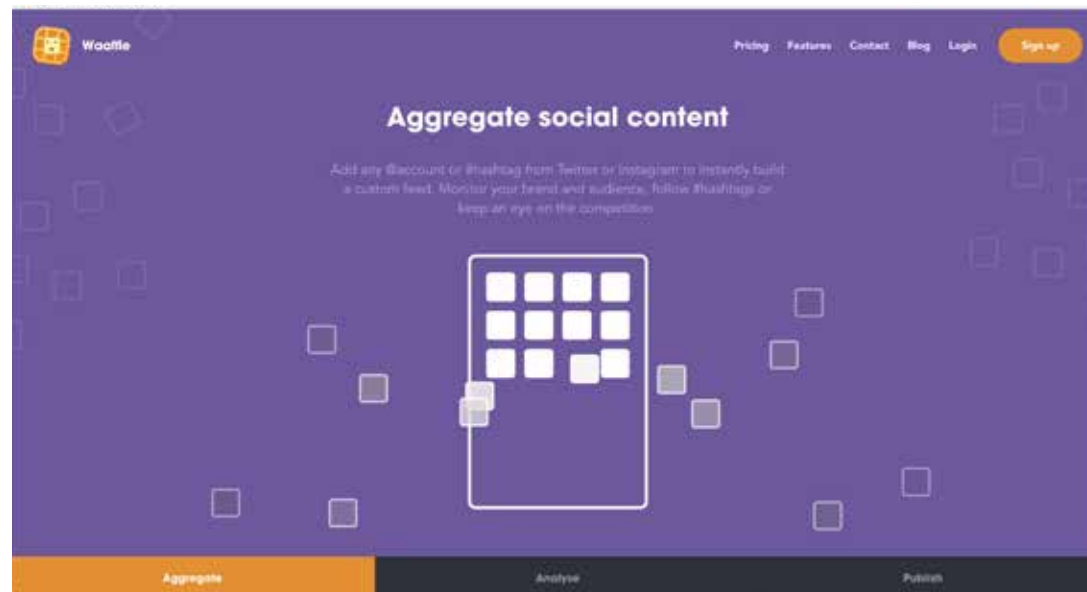 Waaffle
Pricing Features Contact Blog Login Sign up
Aggregate social content
Add any @account or #hashtag from Twitter or Instagram to instantly build
a custom feed. Monitor your brand and audience, follow #hashtags or
keep an eye on the competition
Aggregate Analyse Publish